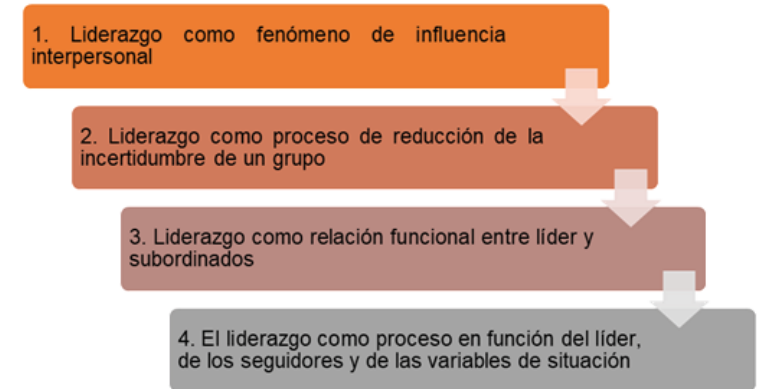 1. Liderazgo como fenómeno de influencia
interpersonal
2. Liderazgo como proceso de reducción de la
incertidumbre de un grupo
3. Liderazgo como relación funcional entre líder y
subordinados
4. El liderazgo como proceso en función del líder,
de los seguidores y de las variables de situación